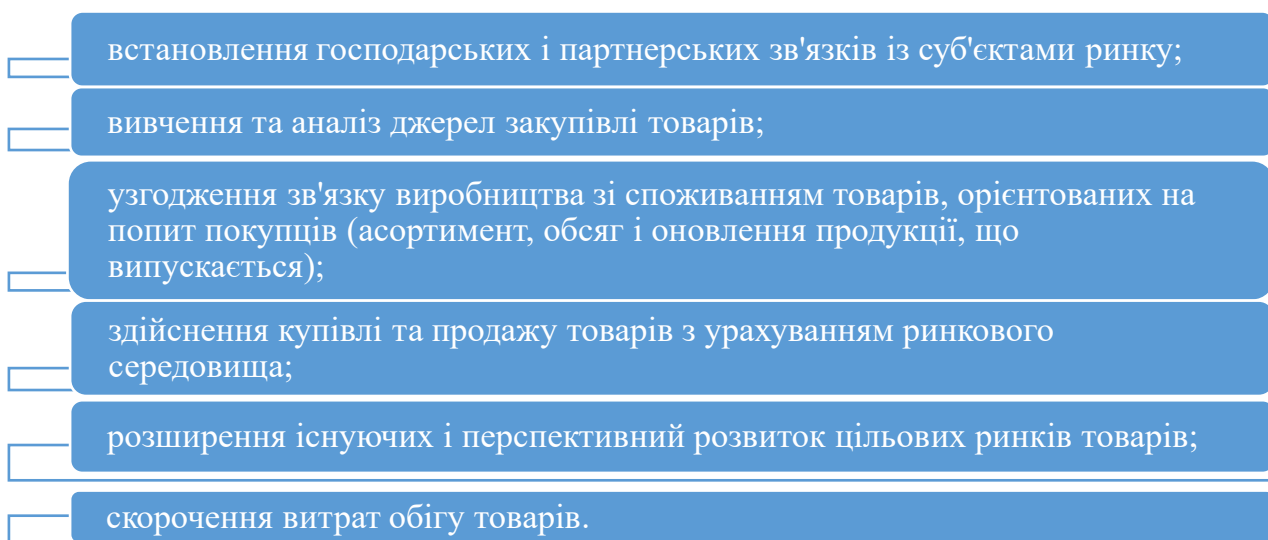 встановлення господарських і партнерських зв'язків із суб'єктами ринку;
вивчення та аналіз джерел закупівлі товарів;
узгодження зв'язку виробництва зі споживанням товарів, орієнтованих на
попит покупців (асортимент, обсяг і оновлення продукції, що
випускається);
здійснення купівлі та продажу товарів з урахуванням ринкового
середовища;
розширення існуючих і перспективний розвиток цільових ринків товарів;
скорочення витрат обігу товарів.